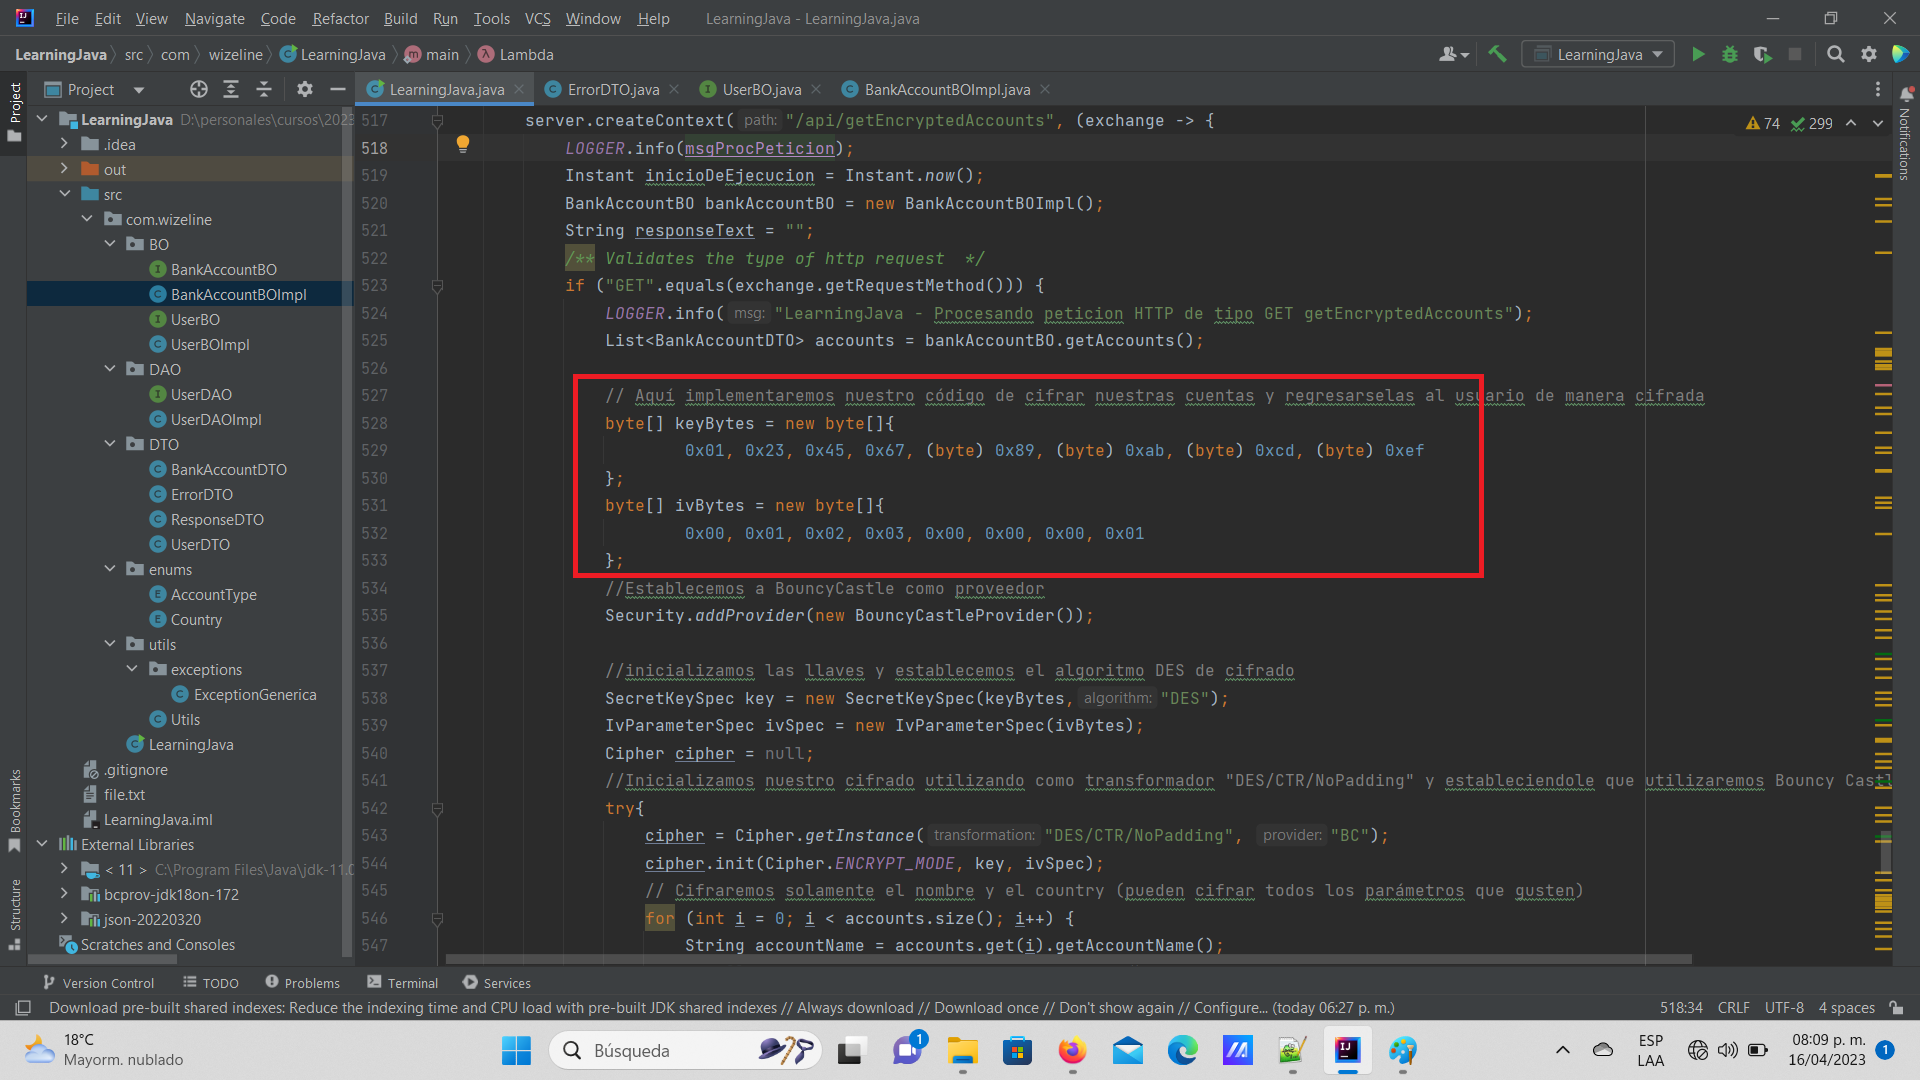 File Edit View Navigate Code Refactor Build Run Tools VCS Window Help LearningJava - LearningJava.java
LearningJava src com wizeline LearningJava main Lambda LearningJava
Project LearningJava.java ErrorDTO.java UserBO.java BankAccountBOImpl.java
Project
Notifications
Bookmarks
Structure
LearningJava D:\personales\cursos\2023
.idea
out
src
com.wizeline
BO
BankAccountBO
BankAccountBOImpl
UserBO
UserBOImpl
DAO
UserDAO
UserDAOImpl
DTO
BankAccountDTO
ErrorDTO
ResponseDTO
UserDTO
enums
AccountType
Country
utils
exceptions
ExceptionGenerica
Utils
LearningJava
.gitignore
file.txt
LearningJava.iml
External Libraries
< 11 > C:\Program Files\Java\jdk-11.0
bcprov-jdk18on-172
json-20220320
Scratches and Consoles
74 299
517 server.createContext( path: "/api/getEncryptedAccounts", (exchange -> {
518 LOGGER.info(msgProcPeticion);
519 Instant inicioDeEjecucion = Instant.now();
520 BankAccountBO bankAccountBO = new BankAccountBOImpl();
521 String responseText = "";
522 /** Validates the type of http request */
523 if ("GET".equals(exchange.getRequestMethod())) {
524 LOGGER.info( msg: "LearningJava - Procesando peticion HTTP de tipo GET getEncryptedAccounts");
525 List<BankAccountDTO> accounts = bankAccountBO.getAccounts();
526
527 // Aquí implementaremos nuestro código de cifrar nuestras cuentas y regresarselas al usuario de manera cifrada
528 byte[] keyBytes = new byte[]{
529 0x01, 0x23, 0x45, 0x67, (byte) 0x89, (byte) 0xab, (byte) 0xcd, (byte) 0xef
530 };
531 byte[] ivBytes = new byte[]{
532 0x00, 0x01, 0x02, 0x03, 0x00, 0x00, 0x00, 0x01
533 };
534 //Establecemos a BouncyCastle como proveedor
535 Security.addProvider(new BouncyCastleProvider());
536
537 //inicializamos las llaves y establecemos el algoritmo DES de cifrado
538 SecretKeySpec key = new SecretKeySpec(keyBytes, algorithm: "DES");
539 IvParameterSpec ivSpec = new IvParameterSpec(ivBytes);
540 Cipher cipher = null;
541 //Inicializamos nuestro cifrado utilizando como transformador "DES/CTR/NoPadding" y estableciendole que utilizaremos Bouncy Castl
542 try{
543 cipher = Cipher.getInstance( transformation: "DES/CTR/NoPadding", provider: "BC");
544 cipher.init(Cipher.ENCRYPT_MODE, key, ivSpec);
545 // Cifraremos solamente el nombre y el country (pueden cifrar todos los parámetros que gusten)
546 for (int i = 0; i < accounts.size(); i++) {
547 String accountName = accounts.get(i).getAccountName();
Version Control TODO Problems Terminal Services
Download pre-built shared indexes: Reduce the indexing time and CPU load with pre-built JDK shared indexes // Always download // Download once // Don't show again // Configure... (today 06:27 p. m.) 518:34 CRLF UTF-8 4 spaces
18°C
Mayorm. nublado
Búsqueda
1
ESP
LAA
08:09 p. m.
16/04/2023
1